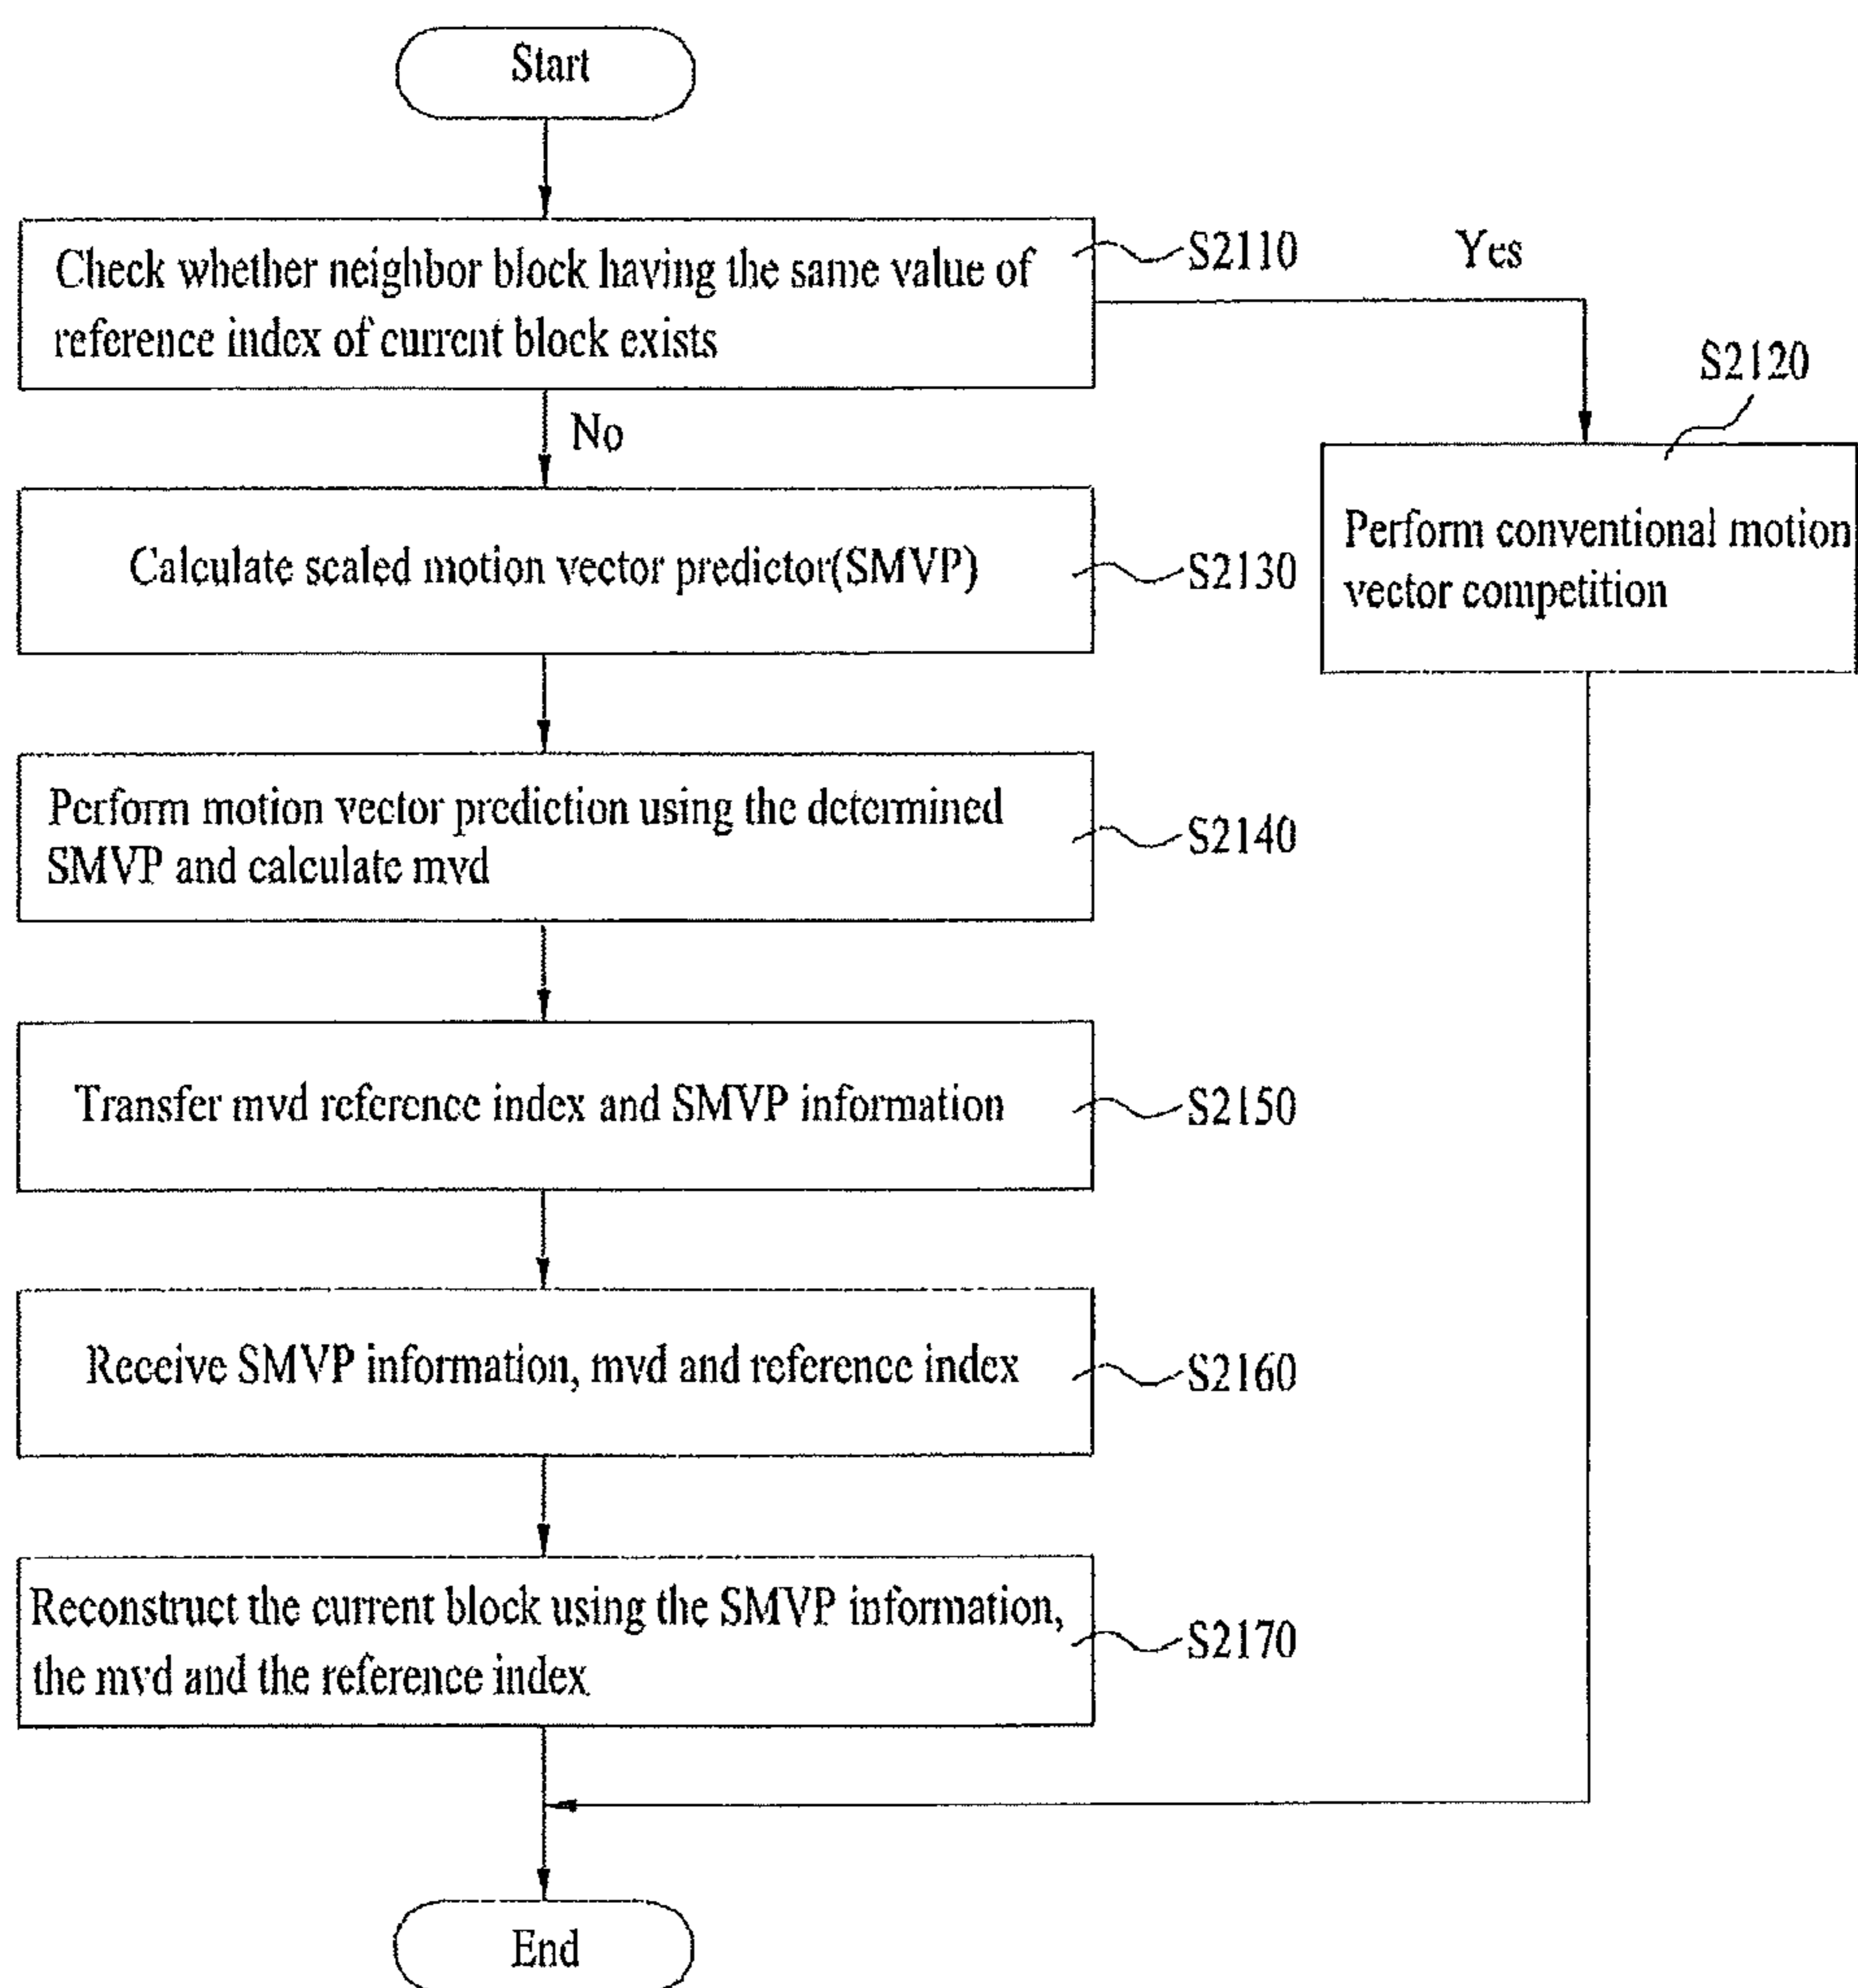 Start
Check whether neighbor block having the same value of
reference index of current block exists
S2110
Yes
No
S2120
Perform conventional motion
vector competition
Calculate scaled motion vector predictor(SMVP)
S2130
Perform motion vector prediction using the determined
SMVP and calculate mvd
S2140
Transfer mvd reference index and SMVP information
S2150
Receive SMVP information, mvd and reference index
S2160
Reconstruct the current block using the SMVP information,
the mvd and the reference index
S2170
End